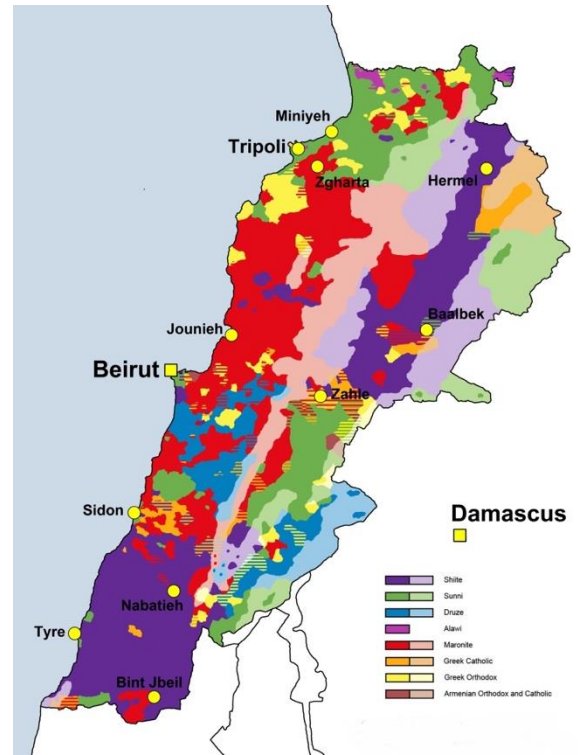 Miniyeh
Tripoli
Zgharta
Hermel
Baalbek
Jounieh
Beirut
Zahle
Sidon
Damascus
Nabatieh
Tyre
Bint Jbeil
Shiite
Sunni
Druze
Alawi
Maronite
Greek Catholic
Greek Orthodox
Armenian Orthodox and Catholic